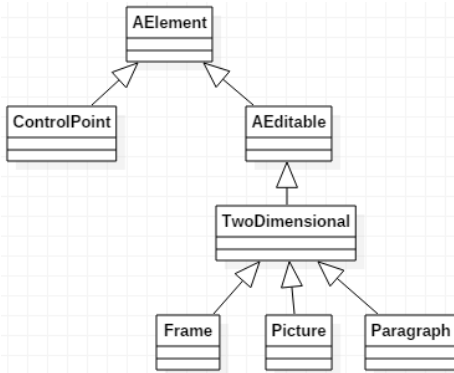 AElement
ControlPoint
AEditable
TwoDimensional
Frame
Picture
Paragraph